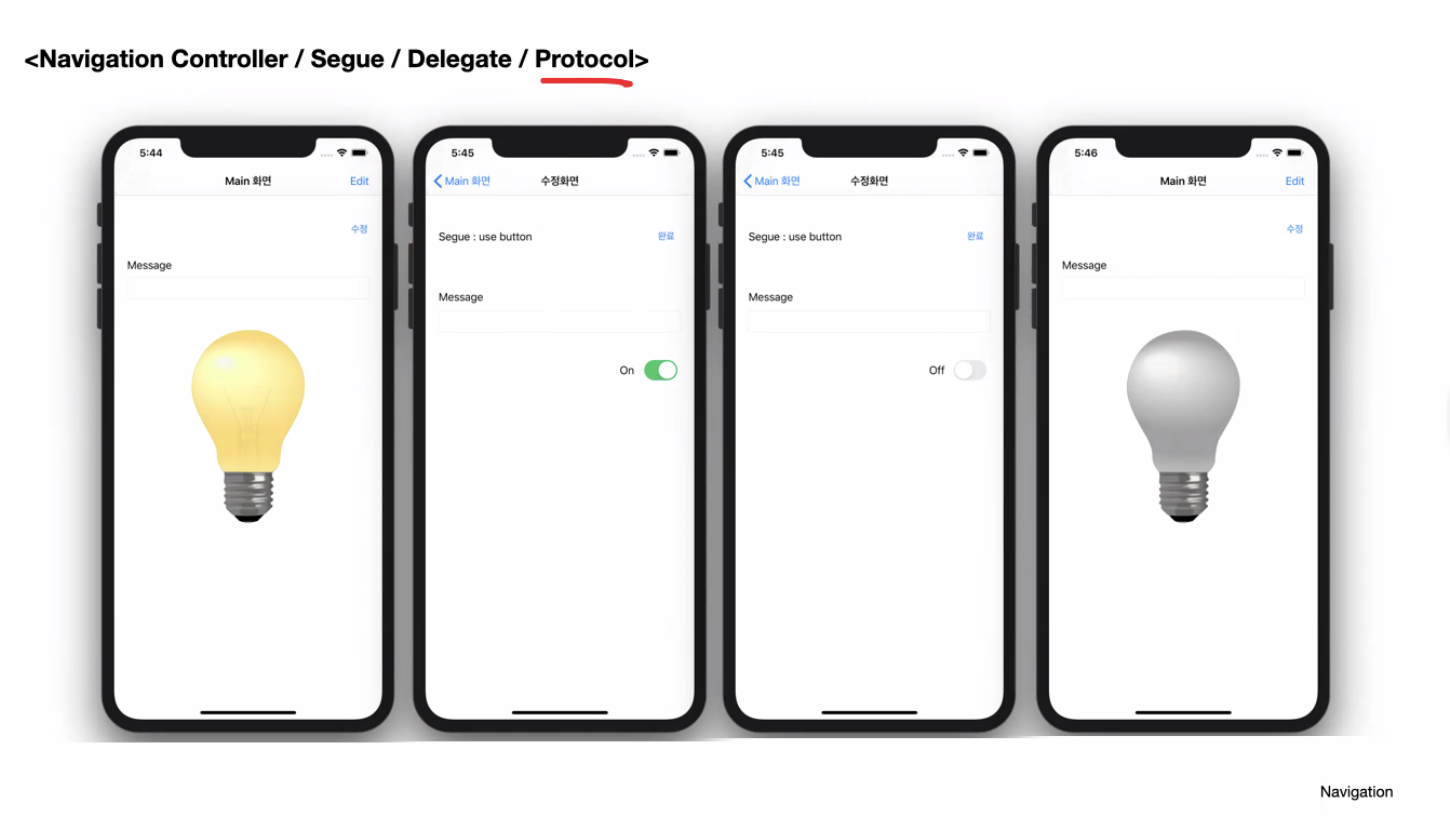 <Navigation Controller / Segue / Delegate / Protocol>
5:44
Main 화면 Edit
수정
Message
5:45
Main 화면 수정화면
Segue : use button 완료
Message
On
5:45
Main 화면 수정화면
Segue : use button 완료
Message
Off
5:46
Main 화면 Edit
수정
Message
Navigation